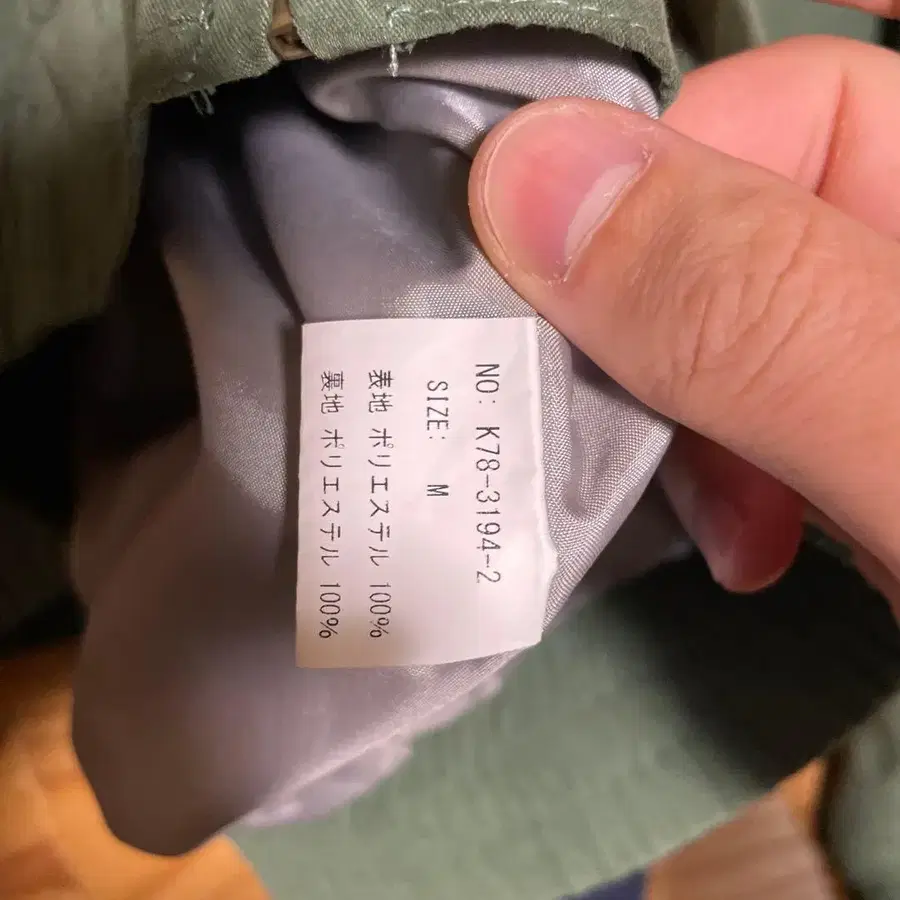 NO: K78-3194-2
SIZE: M
表地 ポリエステル 100%
裏地 ポリエステル 100%